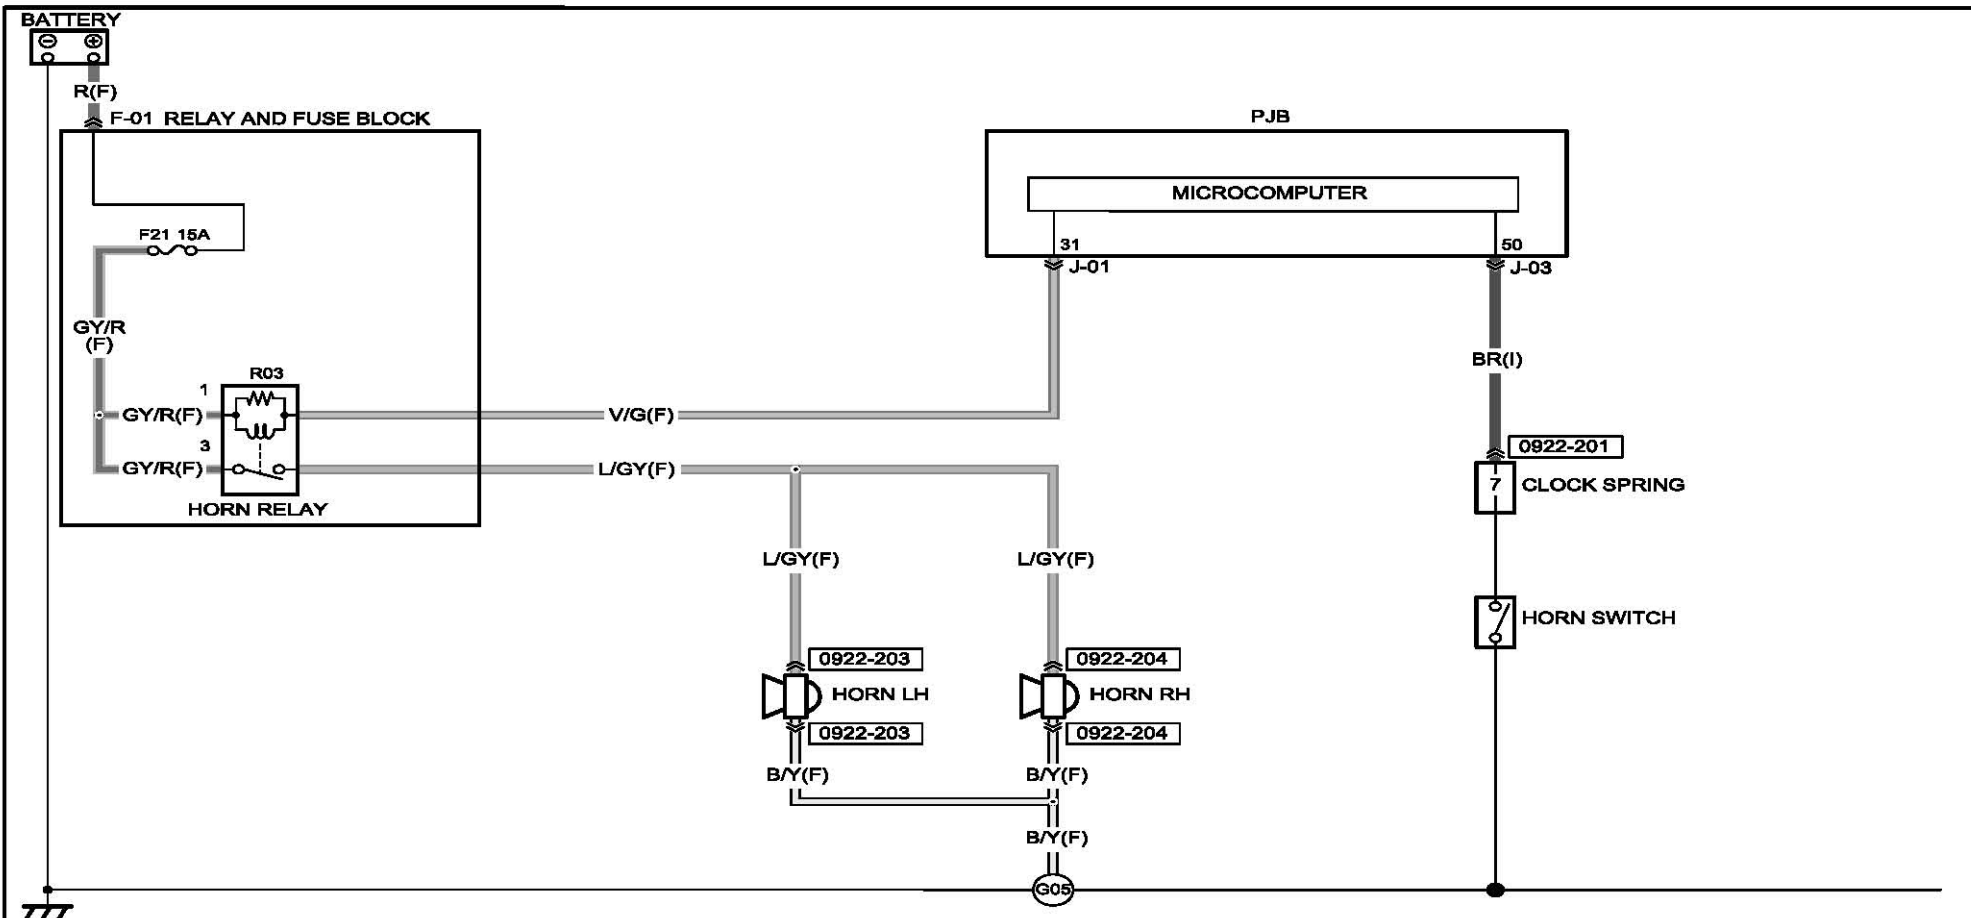 BATTERY
R(F)
F-01 RELAY AND FUSE BLOCK
PJB
MICROCOMPUTER
F21 15A
31
50
J-01
J-03
GY/R
(F)
BR(I)
R03
1
GY/R(F)
V/G(F)
3
GY/R(F)
L/GY(F)
0922-201
7
CLOCK SPRING
HORN RELAY
L/GY(F)
L/GY(F)
HORN SWITCH
0922-203
0922-204
HORN LH
HORN RH
0922-203
0922-204
B/Y(F)
B/Y(F)
B/Y(F)
G05